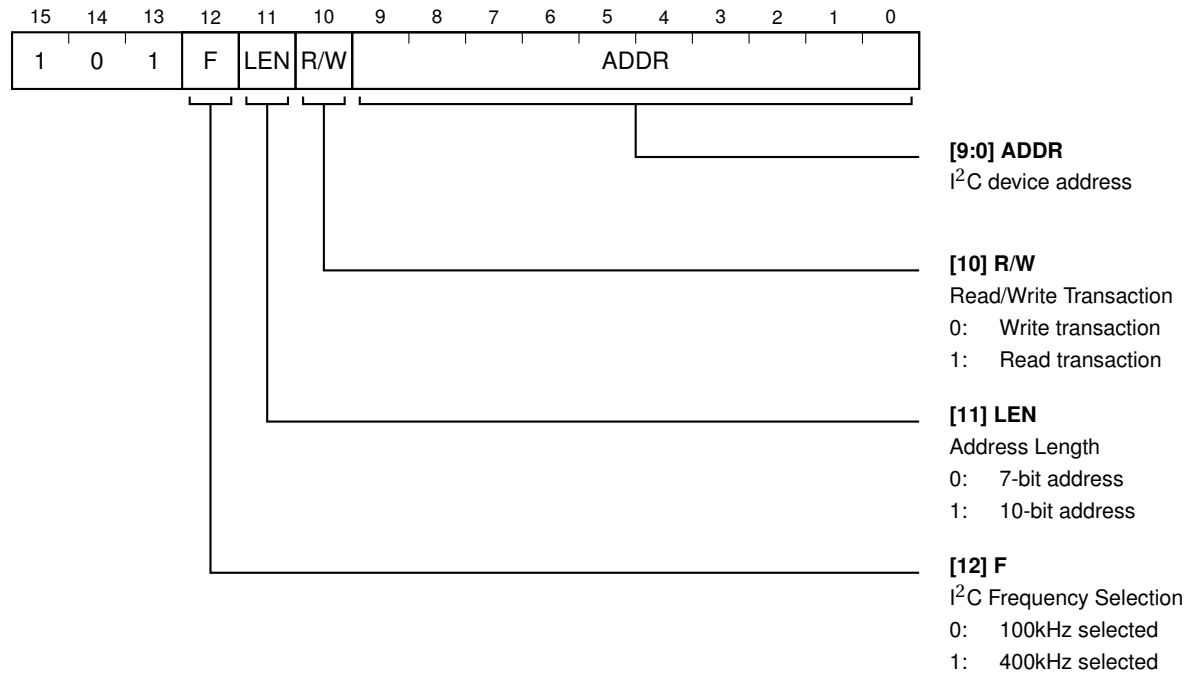 15 14 13 12 11 10 9 8 7 6 5 4 3 2 1 0
1 0 1 F LEN R/W ADDR
[9:0] ADDR
I²C device address
[10] R/W
Read/Write Transaction
0: Write transaction
1: Read transaction
[11] LEN
Address Length
0: 7-bit address
1: 10-bit address
[12] F
I²C Frequency Selection
0: 100kHz selected
1: 400kHz selected